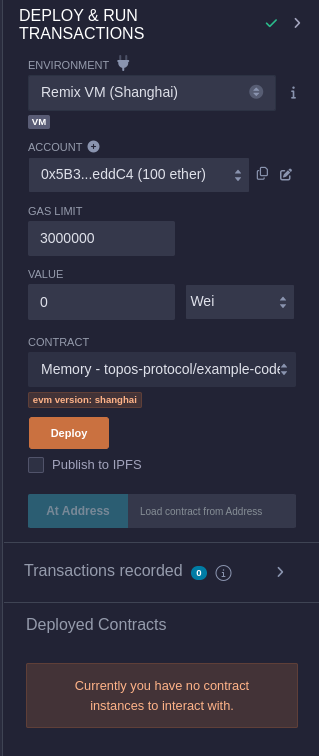 DEPLOY & RUN
TRANSACTIONS
ENVIRONMENT
Remix VM (Shanghai)
VM
ACCOUNT
0x5B3...eddC4 (100 ether)
GAS LIMIT
3000000
VALUE
0
Wei
CONTRACT
Memory - topos-protocol/example-code
evm version: shanghai
Deploy
Publish to IPFS
At Address
Load contract from Address
Transactions recorded 0
Deployed Contracts
Currently you have no contract
instances to interact with.